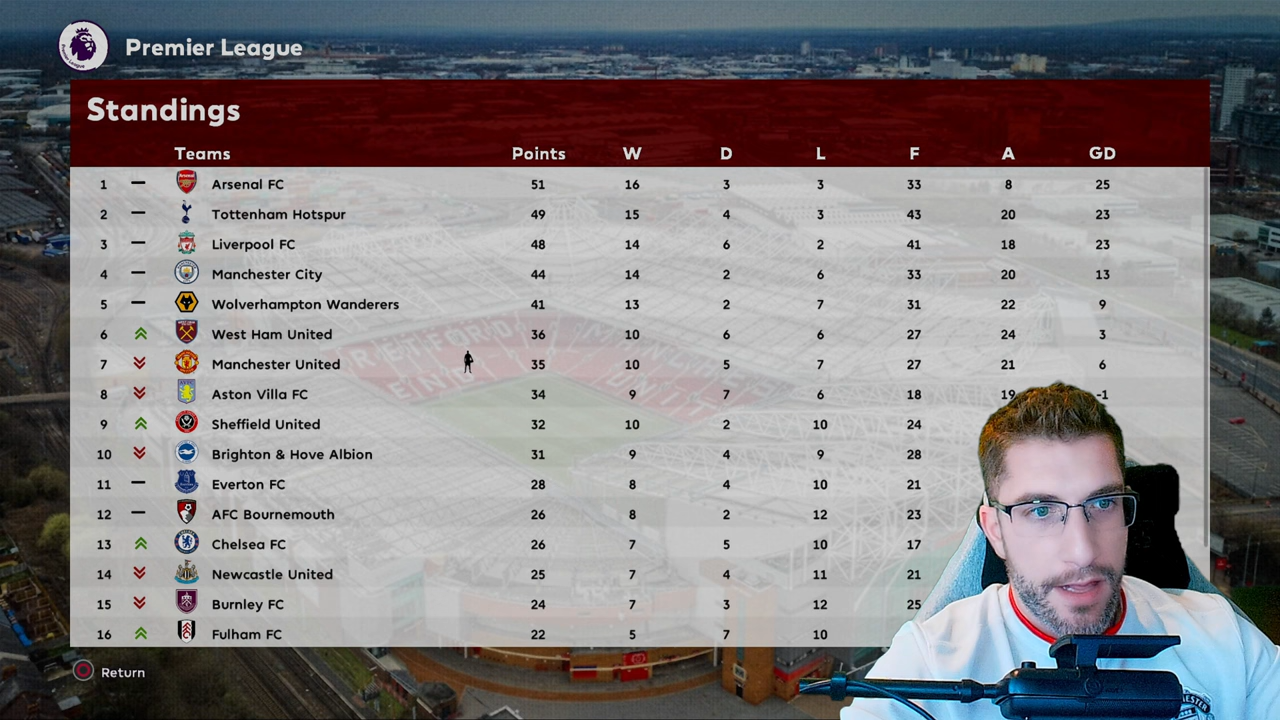 Premier League
Standings
Teams Points W D L F A GD
1 Arsenal FC 51 16 3 3 33 8 25
2 Tottenham Hotspur 49 15 4 3 43 20 23
3 Liverpool FC 48 14 6 2 41 18 23
4 Manchester City 44 14 2 6 33 20 13
5 Wolverhampton Wanderers 41 13 2 7 31 22 9
6 West Ham United 36 10 6 6 27 24 3
7 Manchester United 35 10 5 7 27 21 6
8 Aston Villa FC 34 9 7 6 18 19 -1
9 Sheffield United 32 10 2 10 24
10 Brighton & Hove Albion 31 9 4 9 28
11 Everton FC 28 8 4 10 21
12 AFC Bournemouth 26 8 2 12 23
13 Chelsea FC 26 7 5 10 17
14 Newcastle United 25 7 4 11 21
15 Burnley FC 24 7 3 12 25
16 Fulham FC 22 5 7 10
Return